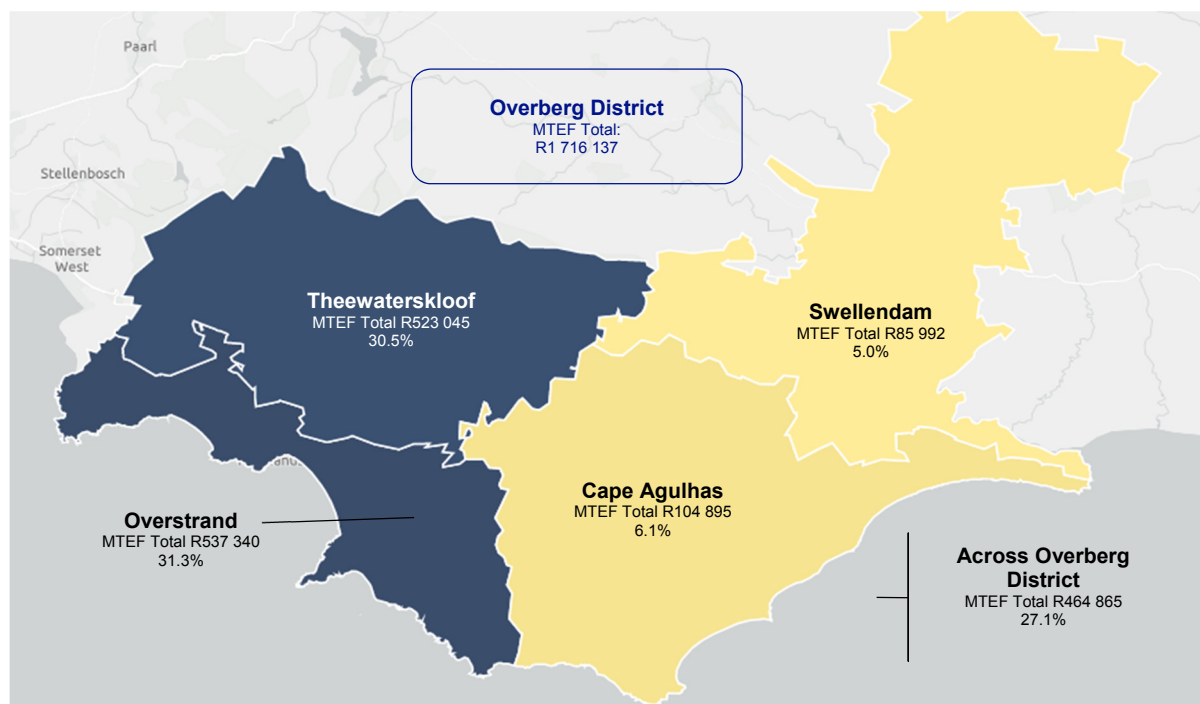 Paarl
Overberg District
MTEF Total:
R1 716 137
Stellenbosch
Somerset
West
Theewaterskloof
MTEF Total R523 045
30.5%
Swellendam
MTEF Total R85 992
5.0%
Cape Agulhas
MTEF Total R104 895
6.1%
Overstrand
MTEF Total R537 340
31.3%
Across Overberg
District
MTEF Total R464 865
27.1%